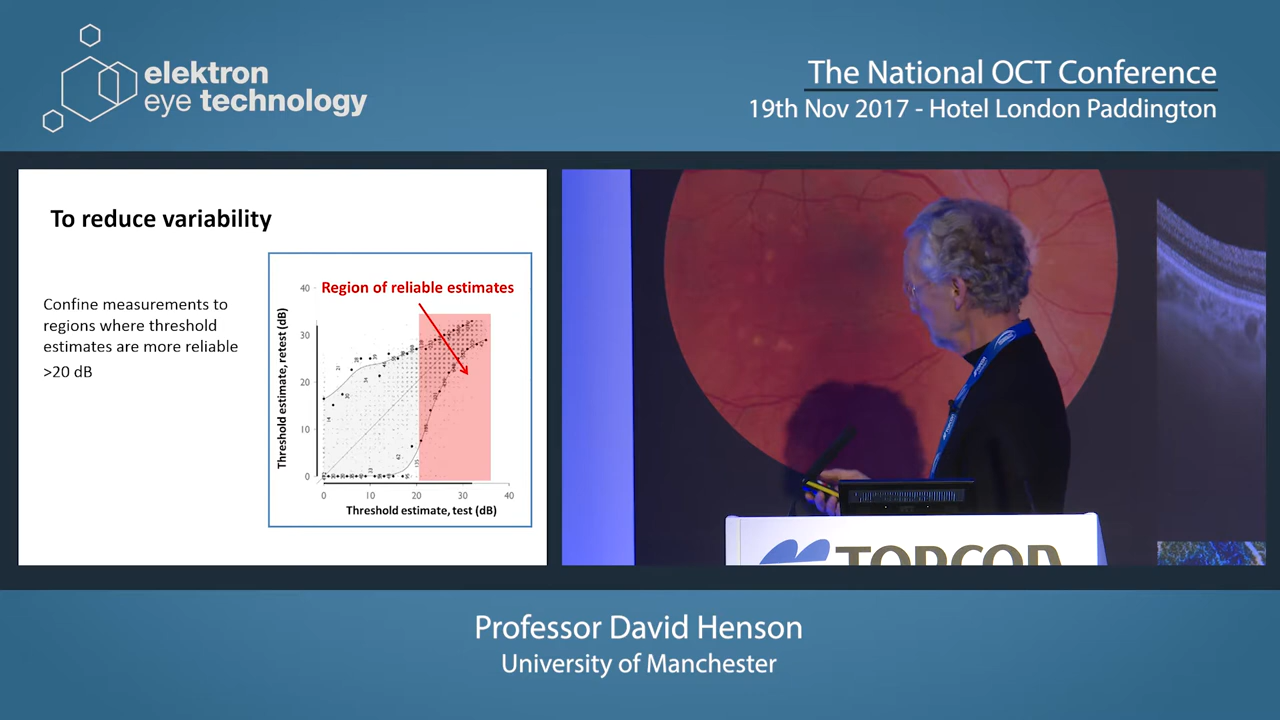 elektron
eye technology
The National OCT Conference
19th Nov 2017 - Hotel London Paddington
To reduce variability
Confine measurements to
regions where threshold
estimates are more reliable
>20 dB
Region of reliable estimates
Threshold estimate, retest (dB)
40
30
20
10
0
0 10 20 30 40
Threshold estimate, test (dB)
TOPCON
Professor David Henson
University of Manchester